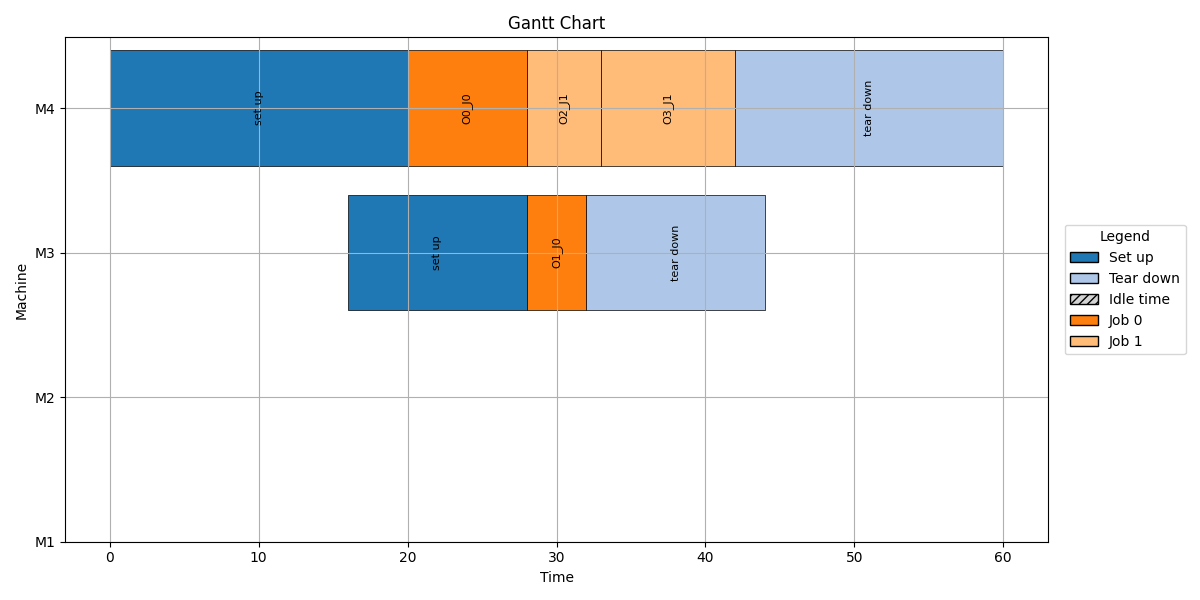 Gantt Chart
Machine
M4
set up
O0_J0
O2_J1
O3_J1
tear down
M3
set up
O1_J0
tear down
M2
M1
0 10 20 30 40 50 60
Time
Legend
Set up
Tear down
Idle time
Job 0
Job 1